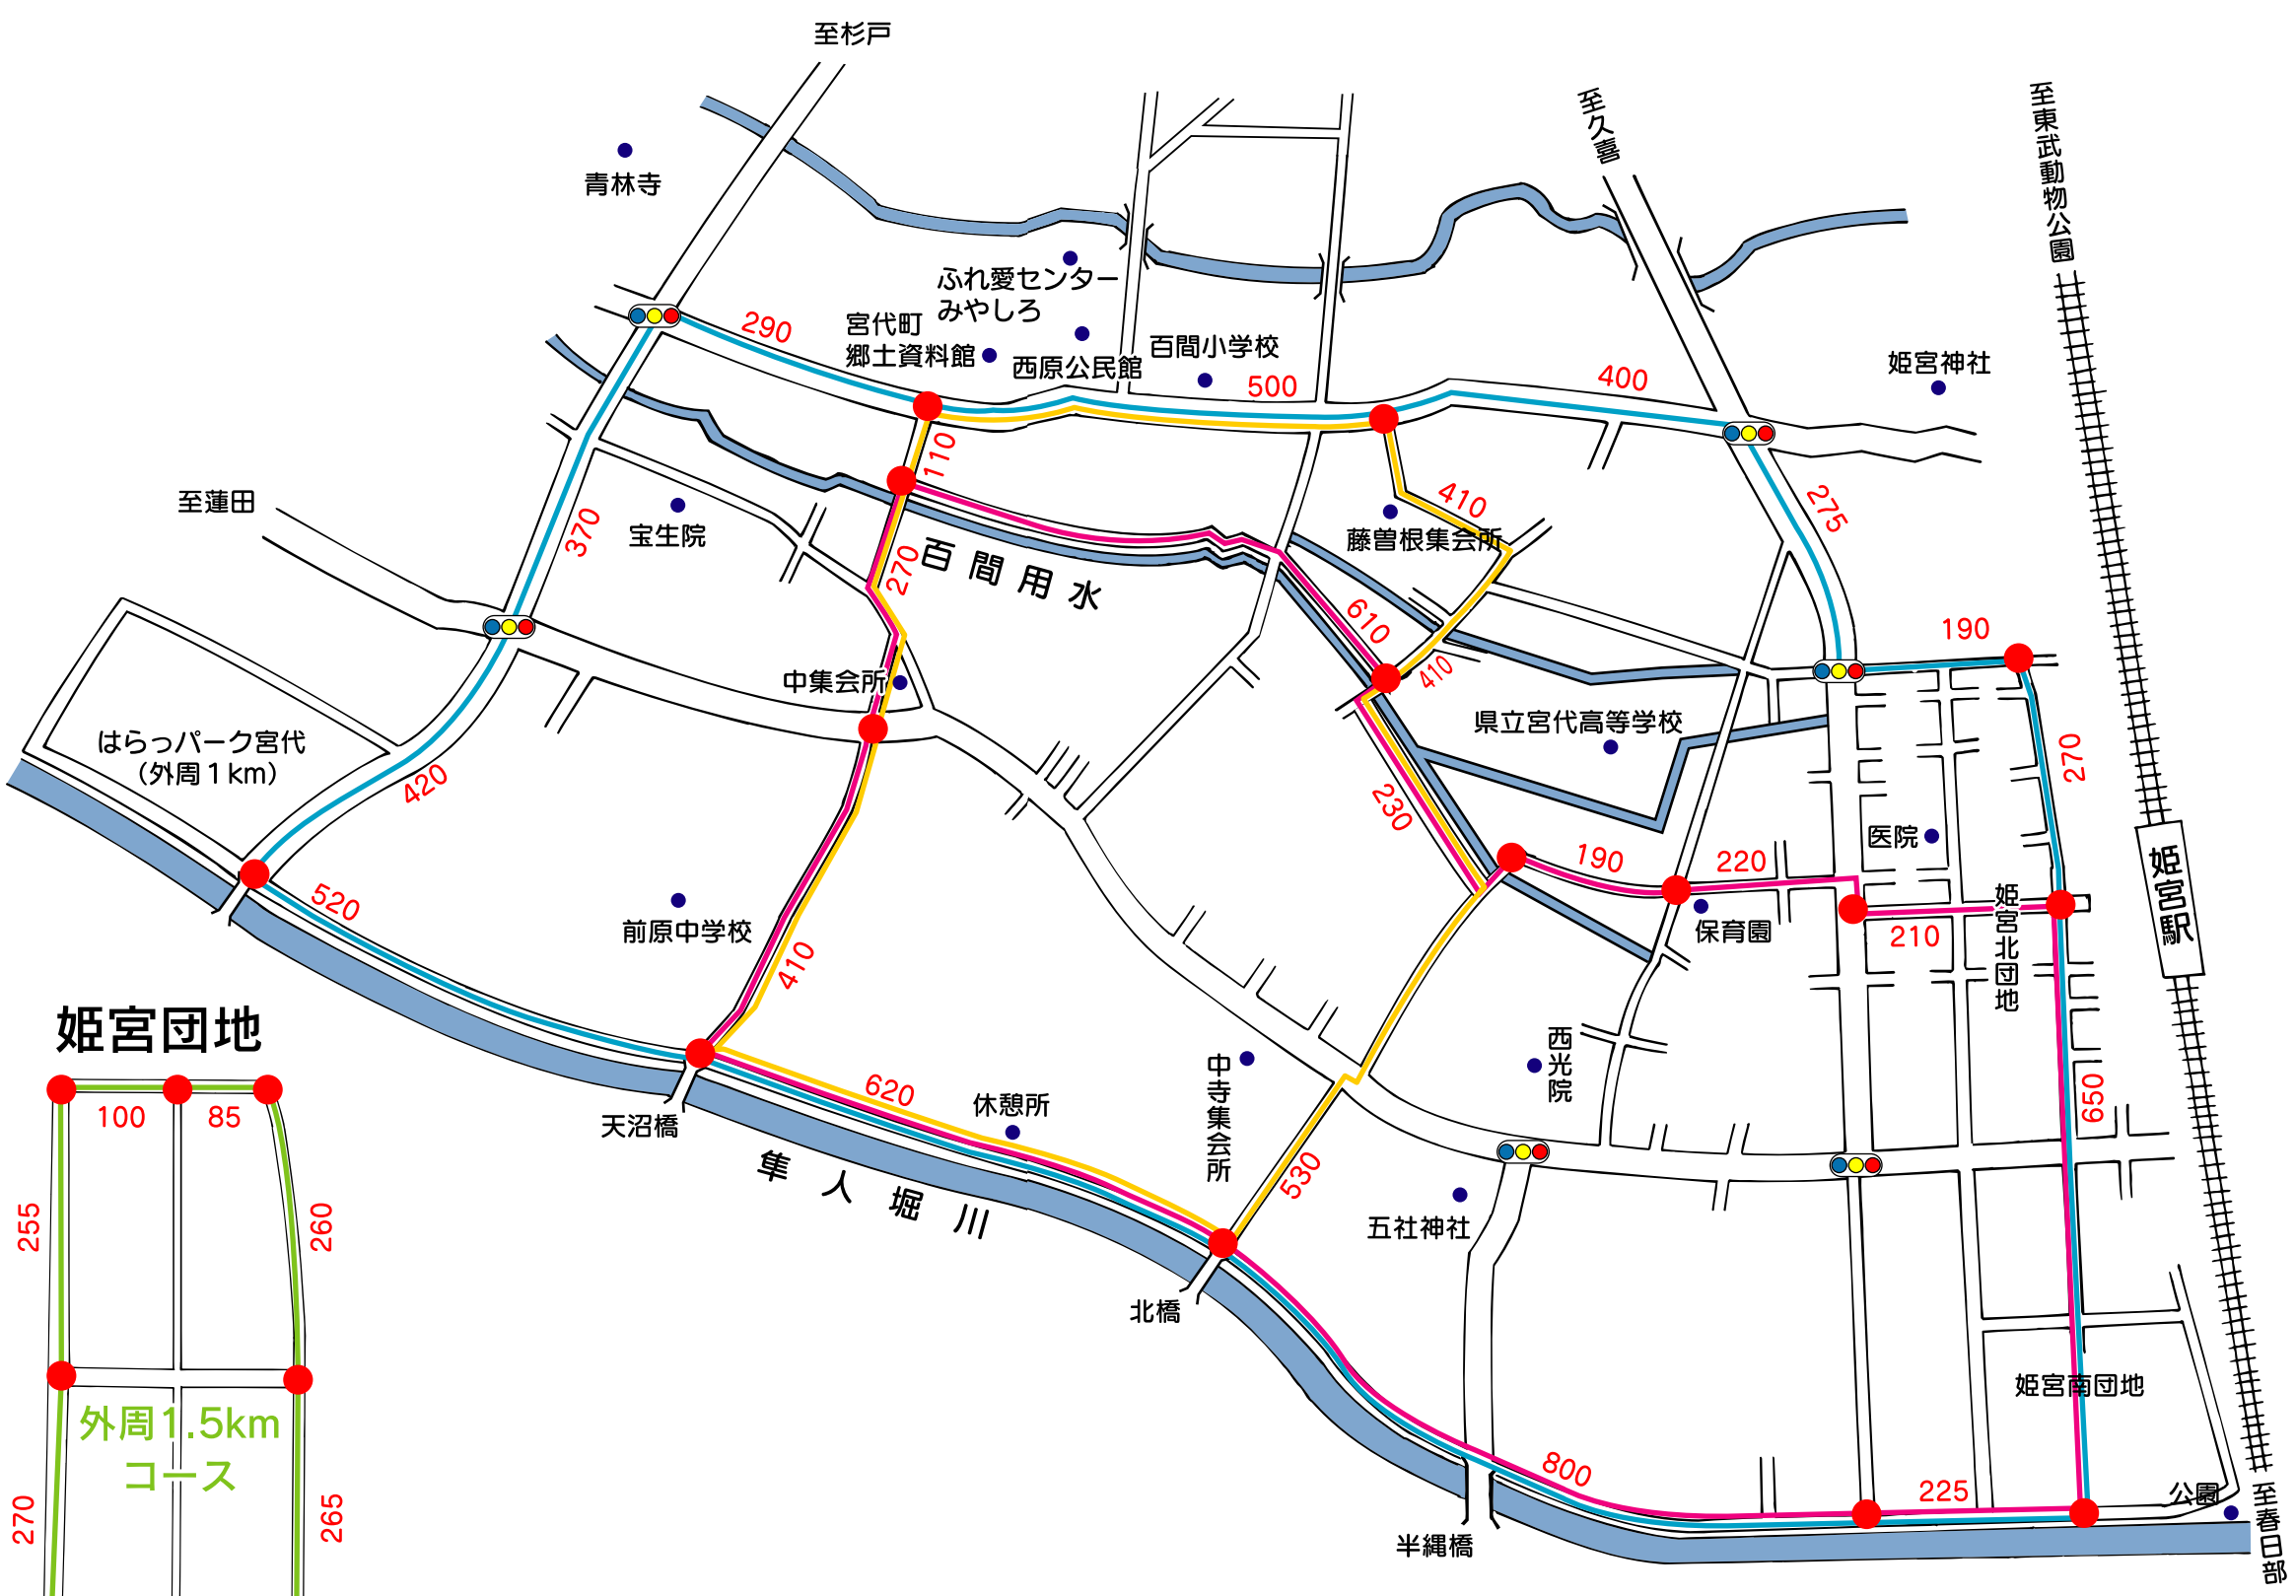 至杉戸
至久喜
至東武動物公園
青林寺
ふれ愛センター
みやしろ
宮代町
郷土資料館
西原公民館
百間小学校
姫宮神社
290
500
400
110
410
275
至蓮田
宝生院
370
藤曽根集会所
270
百間用水
610
190
中集会所
410
県立宮代高等学校
はらっパーク宮代
（外周1km）
420
230
270
医院
姫宮駅
190
220
520
前原中学校
保育園
210
姫宮北団地
410
姫宮団地
中寺集会所
西光院
100
85
620
休憩所
650
天沼橋
隼人堀川
530
255
260
五社神社
北橋
姫宮南団地
外周1.5km
コース
270
265
800
225
公園
半縄橋
至春日部